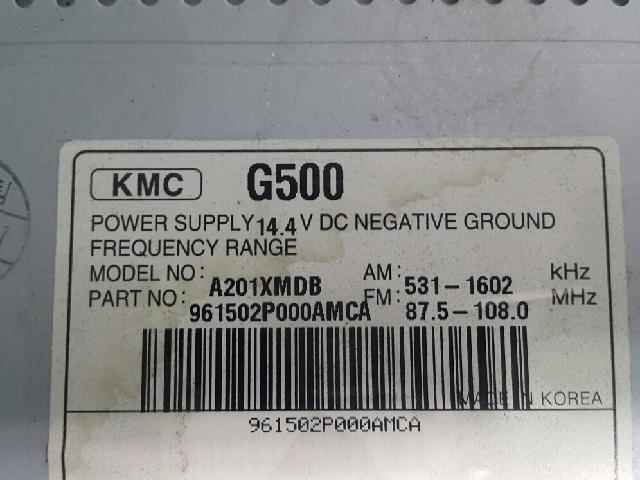 KMC G500
POWER SUPPLY 14.4 V DC NEGATIVE GROUND
FREQUENCY RANGE
MODEL NO: A201XMDB AM: 531-1602 kHz
PART NO: 961502P000AMCA FM: 87.5-108.0 MHz
MADE IN KOREA
961502P000AMCA